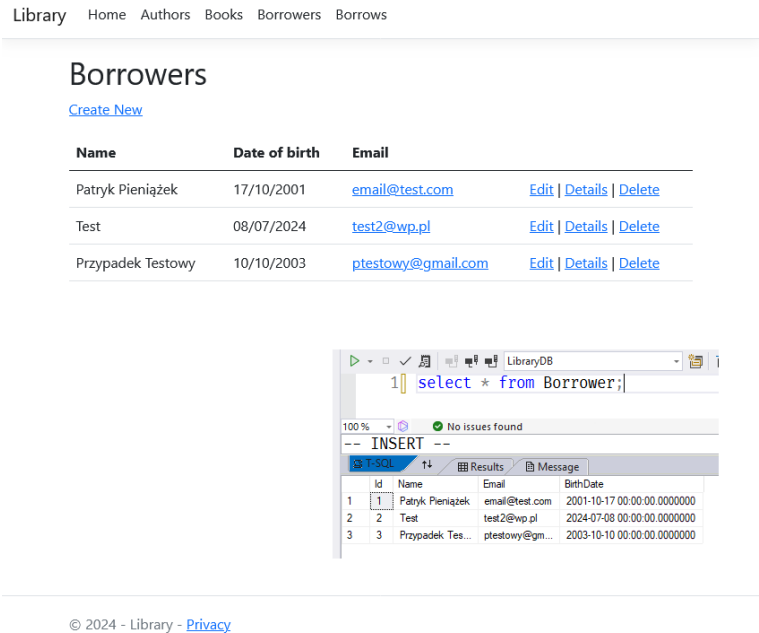 Library Home Authors Books Borrowers Borrows
Borrowers
Create New
Name Date of birth Email
Patryk Pieniążek 17/10/2001 email@test.com Edit | Details | Delete
Test 08/07/2024 test2@wp.pl Edit | Details | Delete
Przypadek Testowy 10/10/2003 ptestowy@gmail.com Edit | Details | Delete
LibraryDB
1 select * from Borrower;
100 % No issues found
-- INSERT --
T-SQL Results Message
Id Name Email BirthDate
1 1 Patryk Pieniążek email@test.com 2001-10-17 00:00:00.0000000
2 2 Test test2@wp.pl 2024-07-08 00:00:00.0000000
3 3 Przypadek Tes... ptestowy@gm... 2003-10-10 00:00:00.0000000
© 2024 - Library - Privacy